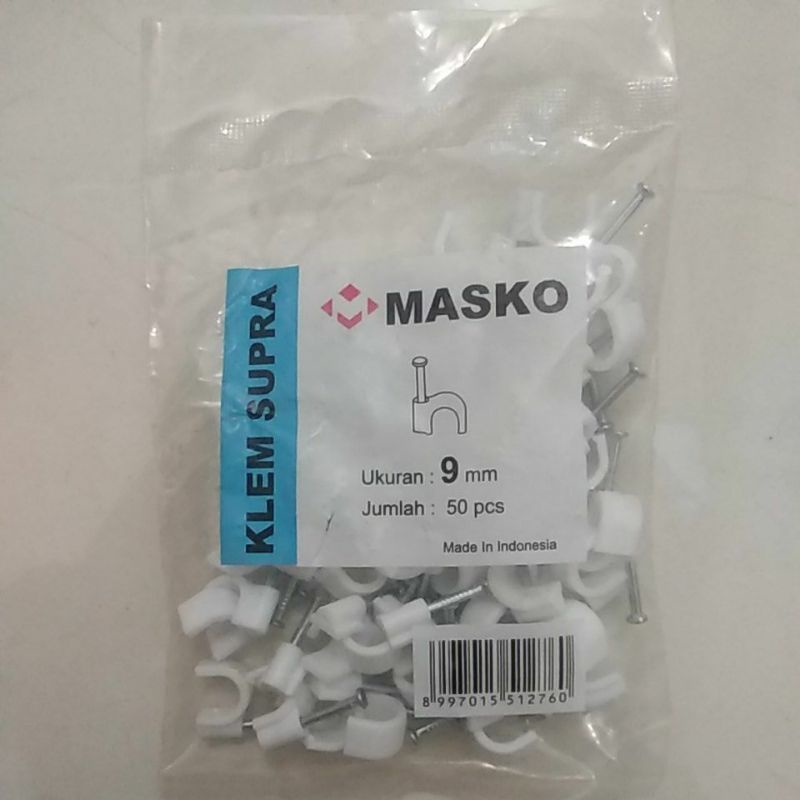 KLEM SUPRA
MASKO
Ukuran : 9 mm
Jumlah : 50 pcs
Made In Indonesia
8 997015 512760